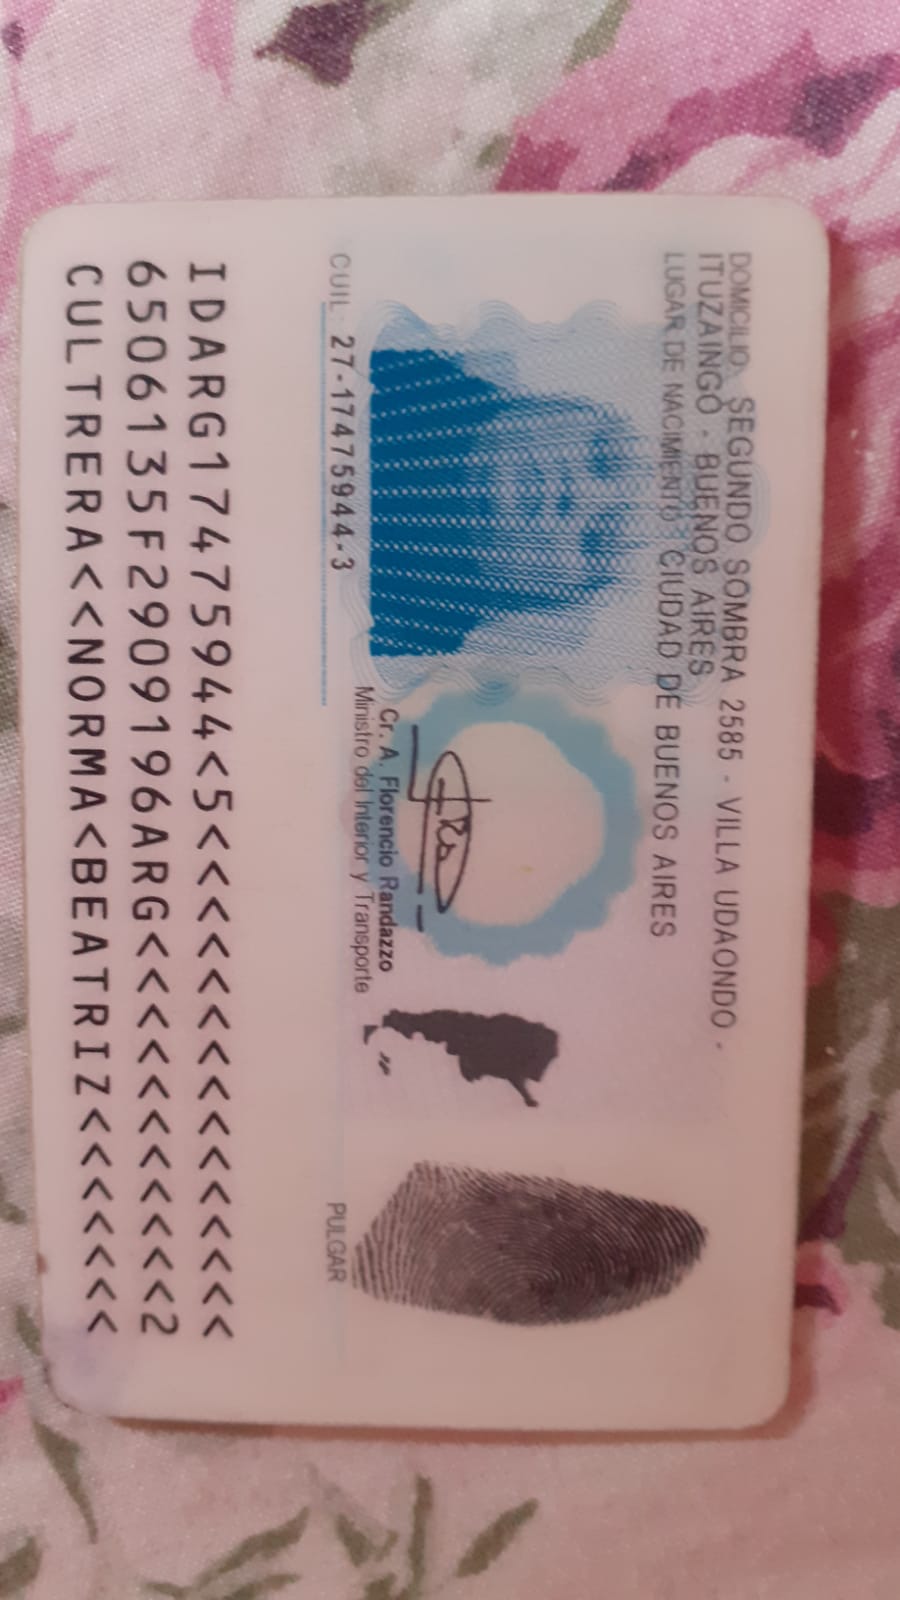 DOMICILIO: SEGUNDO SOMBRA 2585 - VILLA UDAONDO -
ITUZAINGO - BUENOS AIRES
LUGAR DE NACIMIENTO: CIUDAD DE BUENOS AIRES
Cr. A. Florencio Randazzo
Ministro del Interior y Transporte
CUIL: 27-17475944-3
PULGAR
IDARG17475944<5<<<<<<<<<<<<<<<
6506135F2909196ARG<<<<<<<<<<<2
CULTRERA<<NORMA<BEATRIZ<<<<<<<